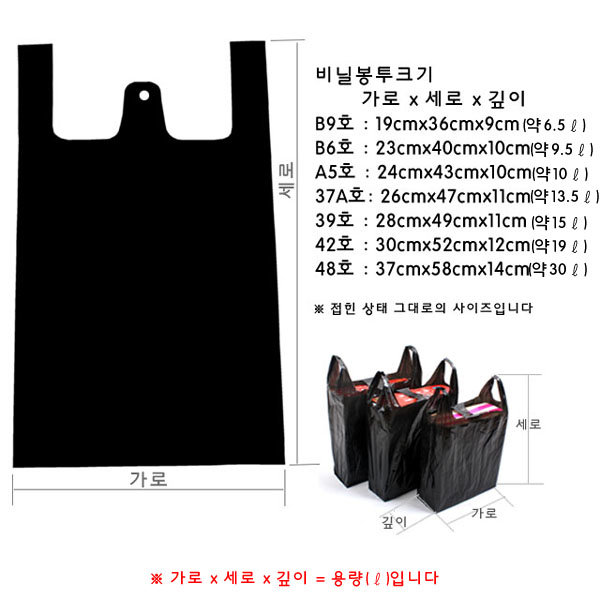 비닐봉투크기
가로 x 세로 x 깊이
B9호 : 19cmx36cmx9cm(약6.5ℓ)
B6호 : 23cmx40cmx10cm(약9.5ℓ)
A5호 : 24cmx43cmx10cm(약10ℓ)
37A호: 26cmx47cmx11cm(약13.5ℓ)
39호 : 28cmx49cmx11cm(약15ℓ)
42호 : 30cmx52cmx12cm(약19ℓ)
48호 : 37cmx58cmx14cm(약30ℓ)
※ 접힌 상태 그대로의 사이즈입니다
세로
가로
세로
깊이
가로
※ 가로 x 세로 x 깊이 = 용량(ℓ)입니다